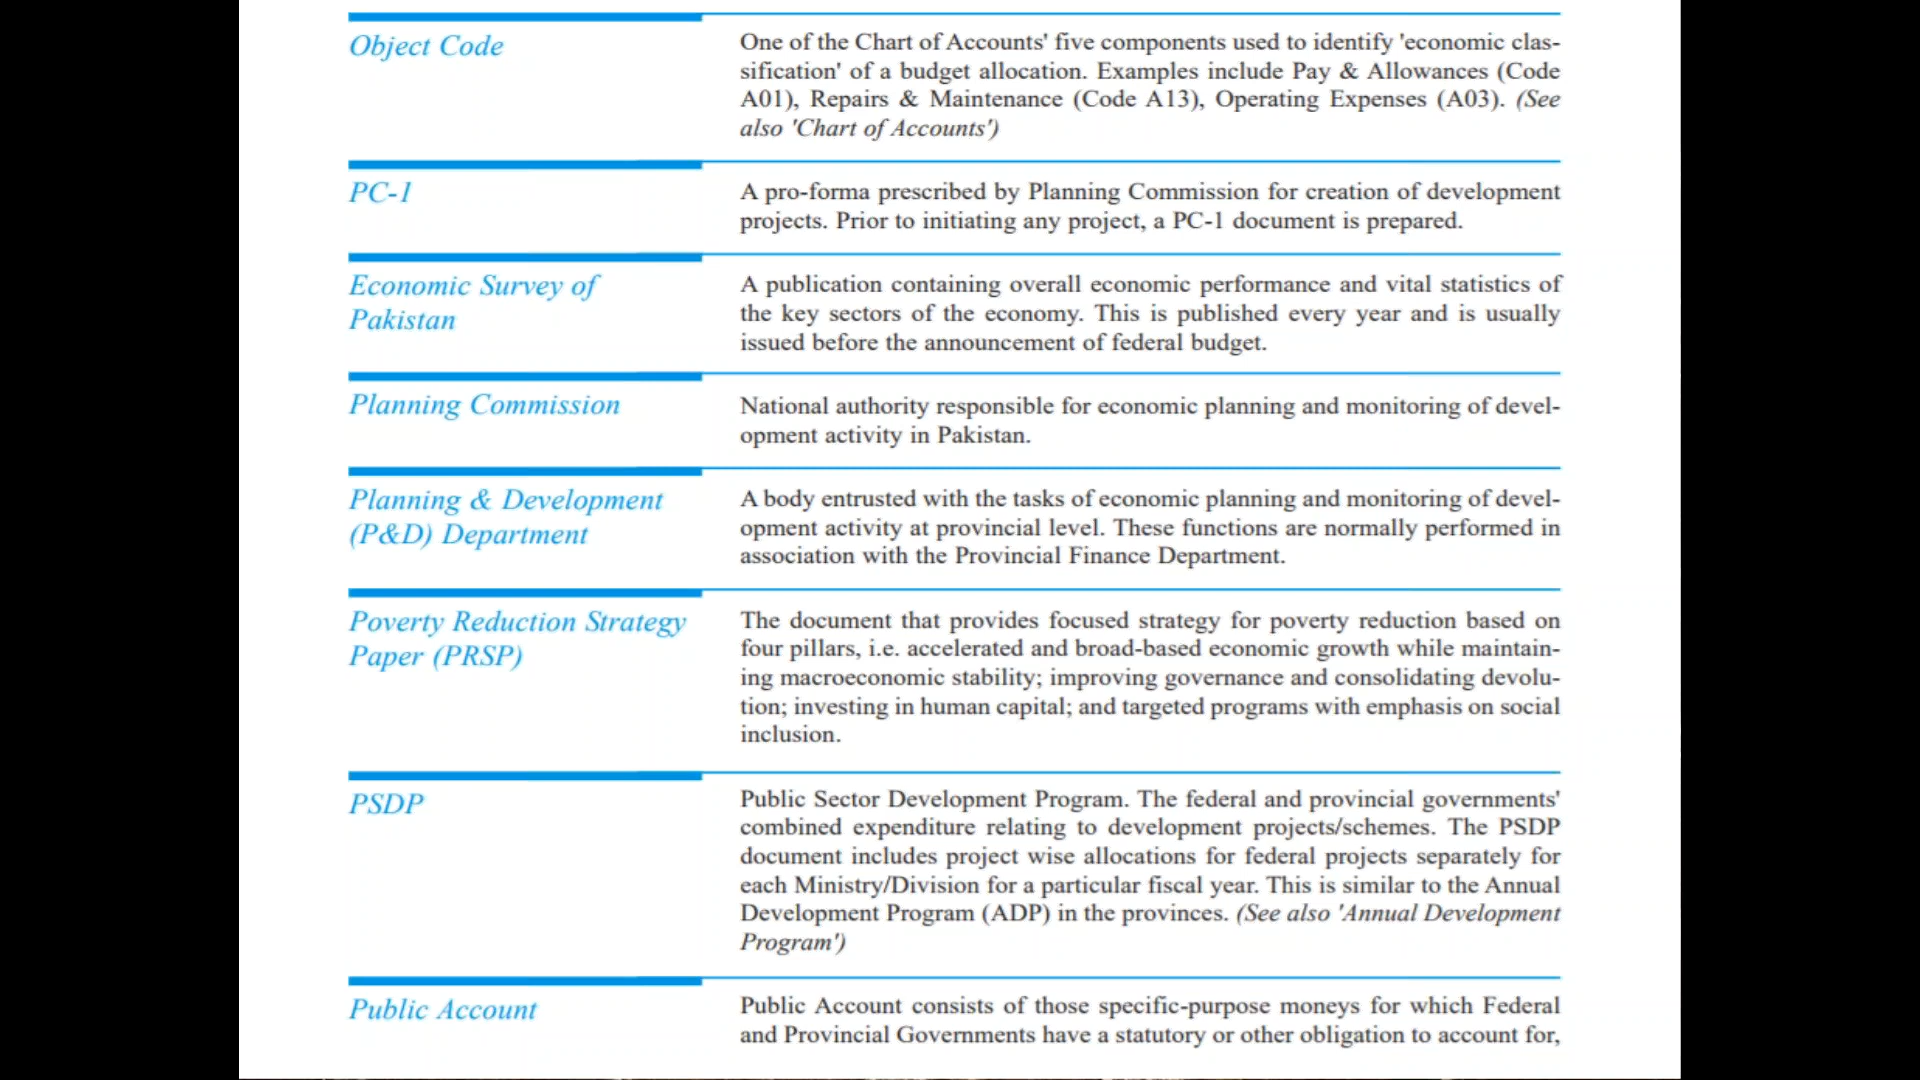 Object Code
One of the Chart of Accounts' five components used to identify 'economic clas-
sification' of a budget allocation. Examples include Pay & Allowances (Code
A01), Repairs & Maintenance (Code A13), Operating Expenses (A03). (See
also 'Chart of Accounts')
PC-1
A pro-forma prescribed by Planning Commission for creation of development
projects. Prior to initiating any project, a PC-1 document is prepared.
Economic Survey of
Pakistan
A publication containing overall economic performance and vital statistics of
the key sectors of the economy. This is published every year and is usually
issued before the announcement of federal budget.
Planning Commission
National authority responsible for economic planning and monitoring of devel-
opment activity in Pakistan.
Planning & Development
(P&D) Department
A body entrusted with the tasks of economic planning and monitoring of devel-
opment activity at provincial level. These functions are normally performed in
association with the Provincial Finance Department.
Poverty Reduction Strategy
Paper (PRSP)
The document that provides focused strategy for poverty reduction based on
four pillars, i.e. accelerated and broad-based economic growth while maintain-
ing macroeconomic stability; improving governance and consolidating devolu-
tion; investing in human capital; and targeted programs with emphasis on social
inclusion.
PSDP
Public Sector Development Program. The federal and provincial governments'
combined expenditure relating to development projects/schemes. The PSDP
document includes project wise allocations for federal projects separately for
each Ministry/Division for a particular fiscal year. This is similar to the Annual
Development Program (ADP) in the provinces. (See also 'Annual Development
Program')
Public Account
Public Account consists of those specific-purpose moneys for which Federal
and Provincial Governments have a statutory or other obligation to account for,